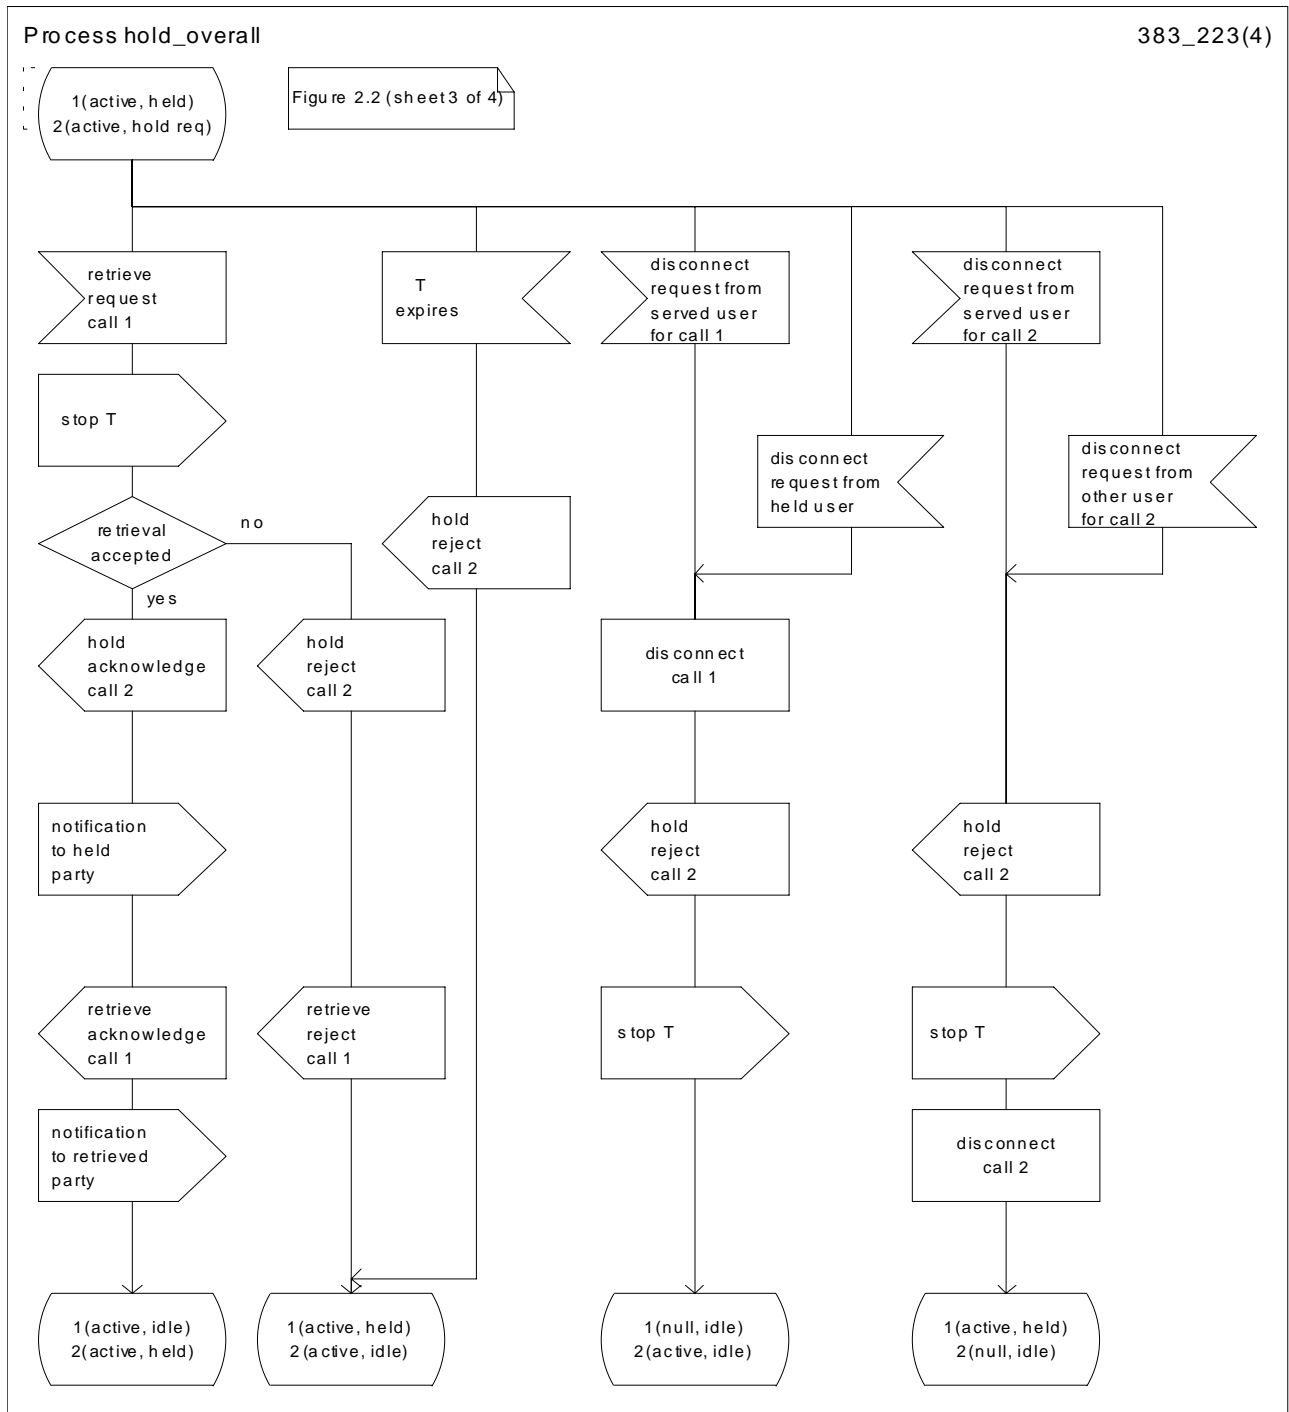 Process hold_overall
383_223(4)
1(active, held)
2(active, hold req)
Figure 2.2 (sheet 3 of 4)
retrieve
request
call 1
T
expires
disconnect
request from
served user
for call 1
disconnect
request from
served user
for call 2
stop T
disconnect
request from
held user
disconnect
request from
other user
for call 2
retrieval
accepted
no
yes
hold
reject
call 2
hold
acknowledge
call 2
hold
reject
call 2
disconnect
call 1
notification
to held
party
hold
reject
call 2
hold
reject
call 2
retrieve
acknowledge
call 1
retrieve
reject
call 1
stop T
stop T
notification
to retrieved
party
disconnect
call 2
1(active, idle)
2(active, held)
1(active, held)
2(active, idle)
1(null, idle)
2(active, idle)
1(active, held)
2(null, idle)